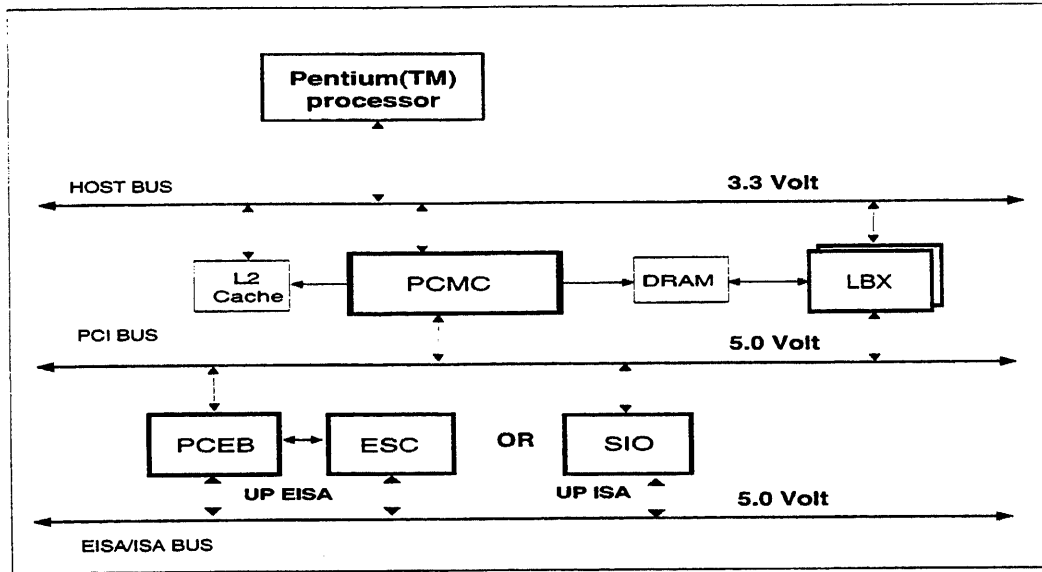 Pentium(TM)
processor
HOST BUS
3.3 Volt
L2
Cache
PCMC
DRAM
LBX
PCI BUS
5.0 Volt
PCEB
ESC
OR
SIO
UP EISA
UP ISA
5.0 Volt
EISA/ISA BUS